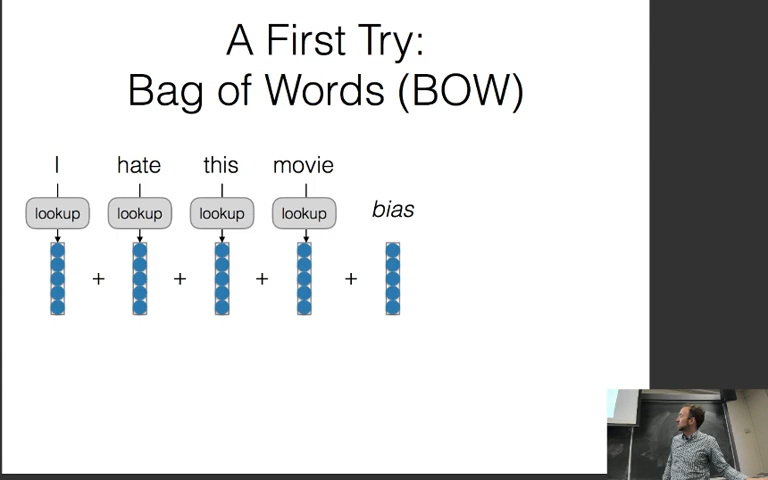 A First Try:
Bag of Words (BOW)
I hate this movie
lookup lookup lookup lookup bias
+ + + +